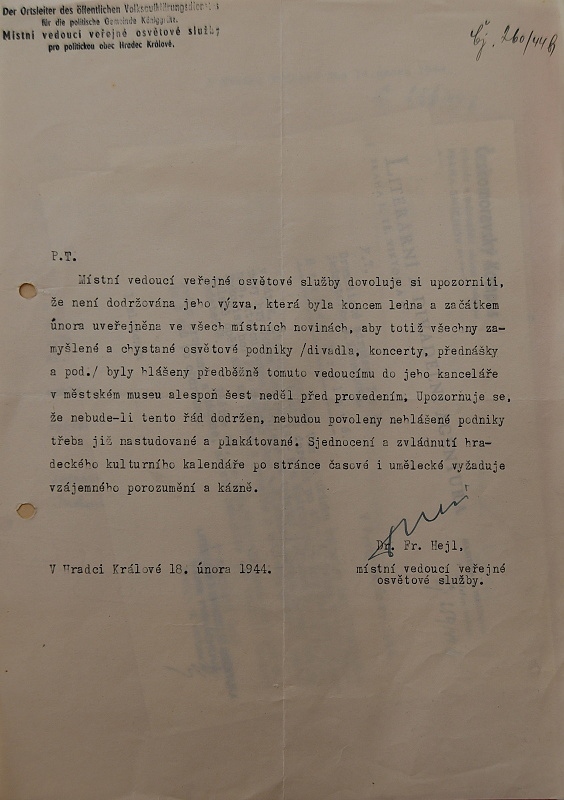 Der Ortsleiter des öffentlichen Volksaufklärungsdienstes
für die politische Gemeinde Königgrätz.
Místní vedoucí veřejné osvětové služby
pro politickou obec Hradec Králové.
Čj. 260/44
P.T.
Místní vedoucí veřejné osvětové služby dovoluje si upozorniti,
že není dodržována jeho výzva, která byla koncem ledna a začátkem
února uveřejněna ve všech místních novinách, aby totiž všechny za-
myšlené a chystané osvětové podniky /divadla, koncerty, přednášky
a pod./ byly hlášeny předběžně tomuto vedoucímu do jeho kanceláře
v městském museu alespoň šest neděl před provedením. Upozorňuje se,
že nebude-li tento řád dodržen, nebudou povoleny nehlášené podniky
třeba již nastudované a plakátované. Sjednocení a zvládnutí hra-
deckého kulturního kalendáře po stránce časové i umělecké vyžaduje
vzájemného porozumění a kázně.
Dr. Fr. Hejl,
V Hradci Králové 18. února 1944.
místní vedoucí veřejné
osvětové služby.